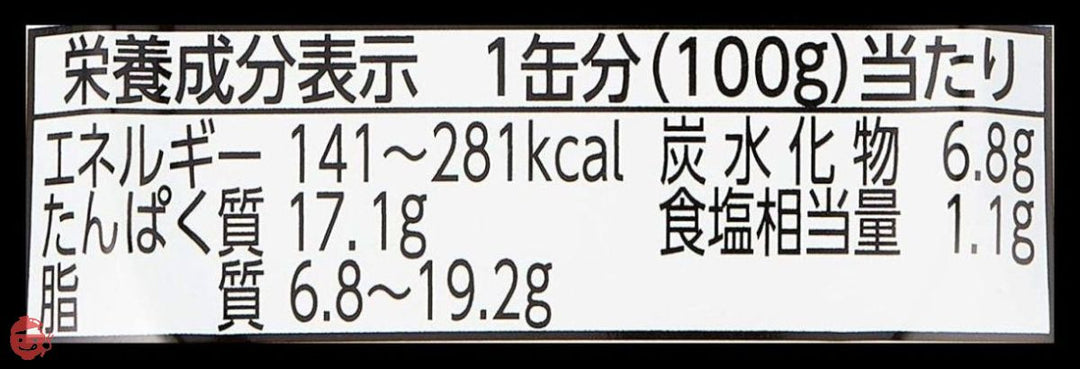 栄養成分表示 1缶分(100g)当たり
エネルギー 141〜281kcal 炭水化物 6.8g
たんぱく質 17.1g 食塩相当量 1.1g
脂質 6.8〜19.2g